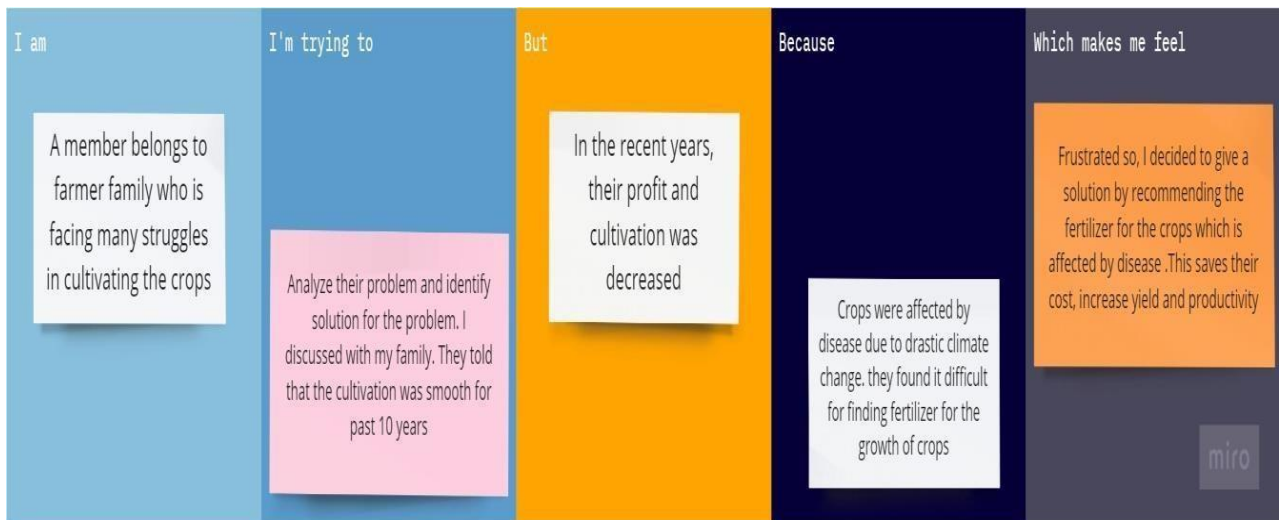 I am
A member belongs to
farmer family who is
facing many struggles
in cultivating the crops
I'm trying to
Analyze their problem and identify
solution for the problem. I
discussed with my family. They told
that the cultivation was smooth for
past 10 years
But
In the recent years,
their profit and
cultivation was
decreased
Because
Crops were affected by
disease due to drastic climate
change. they found it difficult
for finding fertilizer for the
growth of crops
Which makes me feel
Frustrated so, I decided to give a
solution by recommending the
fertilizer for the crops which is
affected by disease .This saves their
cost, increase yield and productivity
miro